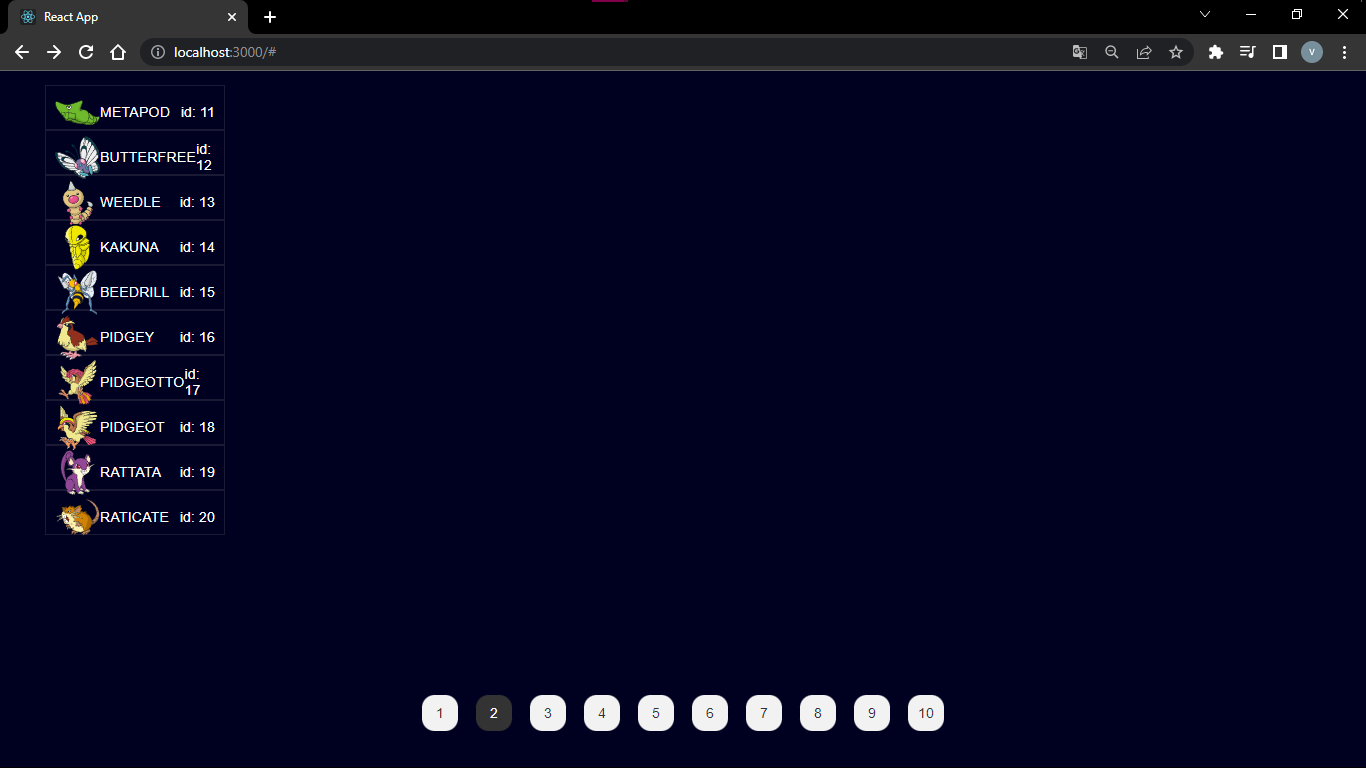 React App
localhost:3000/#
V
METAPOD id: 11
BUTTERFREE id:
12
WEEDLE id: 13
KAKUNA id: 14
BEEDRILL id: 15
PIDGEY id: 16
PIDGEOTTO id:
17
PIDGEOT id: 18
RATTATA id: 19
RATICATE id: 20
1 2 3 4 5 6 7 8 9 10